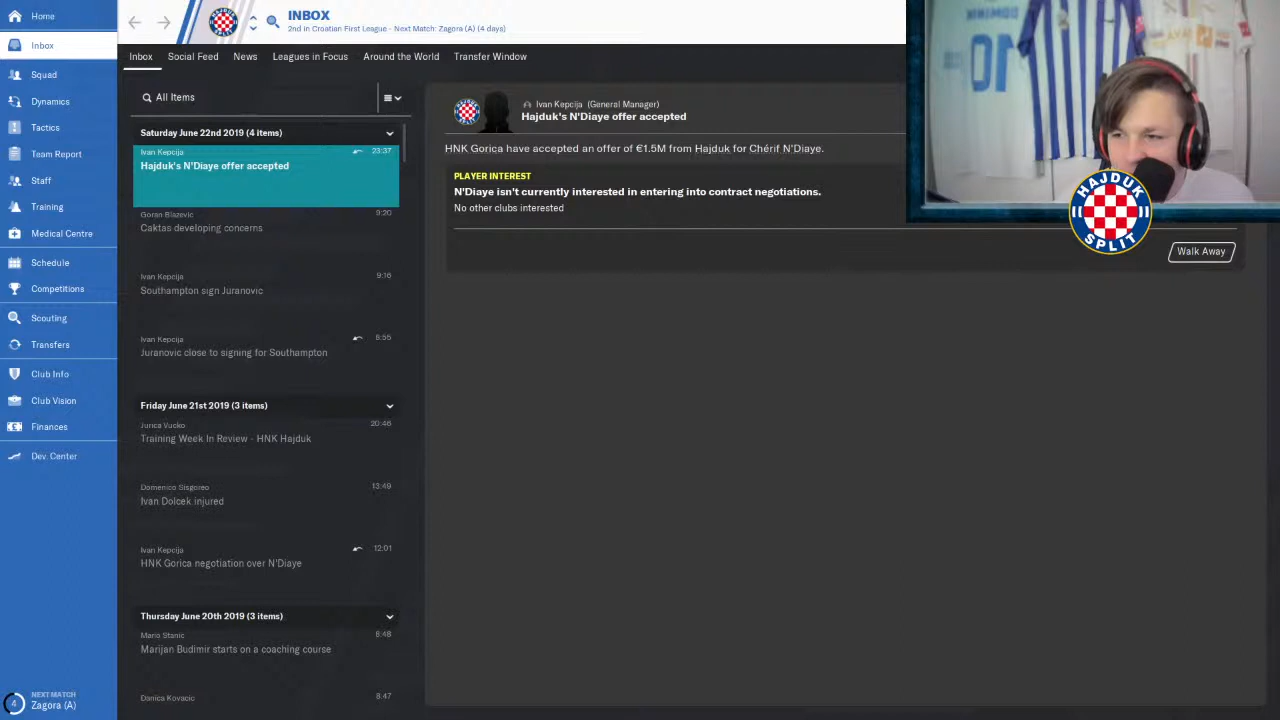 Home
Inbox
Squad
Dynamics
Tactics
Team Report
Staff
Training
Medical Centre
Schedule
Competitions
Scouting
Transfers
Club Info
Club Vision
Finances
Dev. Center
4
NEXT MATCH
Zagora (A)
INBOX
2nd in Croatian First League - Next Match: Zagora (A) (4 days)
Inbox
Social Feed
News
Leagues in Focus
Around the World
Transfer Window
All Items
Saturday June 22nd 2019 (4 items)
Ivan Kepcija 23:37
Hajduk's N'Diaye offer accepted
Goran Blazevic 9:20
Caktas developing concerns
Ivan Kepcija 9:16
Southampton sign Juranovic
Ivan Kepcija 8:55
Juranovic close to signing for Southampton
Friday June 21st 2019 (3 items)
Jurica Vucko 20:46
Training Week In Review - HNK Hajduk
Domenico Sisgoreo 13:49
Ivan Dolcek injured
Ivan Kepcija 12:01
HNK Gorica negotiation over N'Diaye
Thursday June 20th 2019 (3 items)
Mario Stanic 8:48
Marijan Budimir starts on a coaching course
Danica Kovacic 8:47
Ivan Kepcija (General Manager)
Hajduk's N'Diaye offer accepted
HNK Gorica have accepted an offer of €1.5M from Hajduk for Chérif N'Diaye.
PLAYER INTEREST
N'Diaye isn't currently interested in entering into contract negotiations.
No other clubs interested
Walk Away
10
HAJDUK
SPLIT